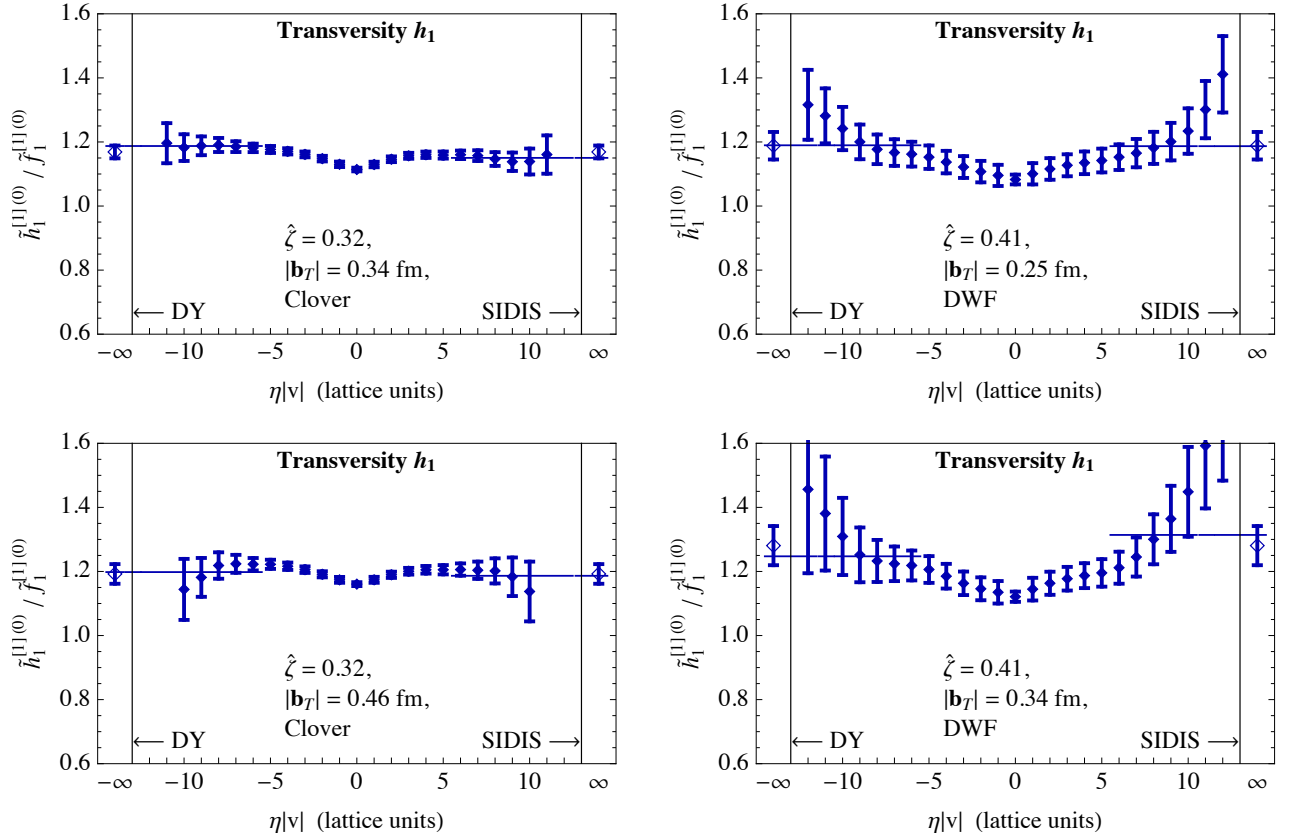 Transversity h₁
1.6
1.4
1.2
1.0
0.8
0.6
h̃₁^[1](0) / f̃₁^[1](0)
ζ̂ = 0.32,
|b_T| = 0.34 fm,
Clover
← DY
SIDIS →
−∞ −10 −5 0 5 10 ∞
η|v| (lattice units)
Transversity h₁
1.6
1.4
1.2
1.0
0.8
0.6
h̃₁^[1](0) / f̃₁^[1](0)
ζ̂ = 0.41,
|b_T| = 0.25 fm,
DWF
← DY
SIDIS →
−∞ −10 −5 0 5 10 ∞
η|v| (lattice units)
Transversity h₁
1.6
1.4
1.2
1.0
0.8
0.6
h̃₁^[1](0) / f̃₁^[1](0)
ζ̂ = 0.32,
|b_T| = 0.46 fm,
Clover
← DY
SIDIS →
−∞ −10 −5 0 5 10 ∞
η|v| (lattice units)
Transversity h₁
1.6
1.4
1.2
1.0
0.8
0.6
h̃₁^[1](0) / f̃₁^[1](0)
ζ̂ = 0.41,
|b_T| = 0.34 fm,
DWF
← DY
SIDIS →
−∞ −10 −5 0 5 10 ∞
η|v| (lattice units)